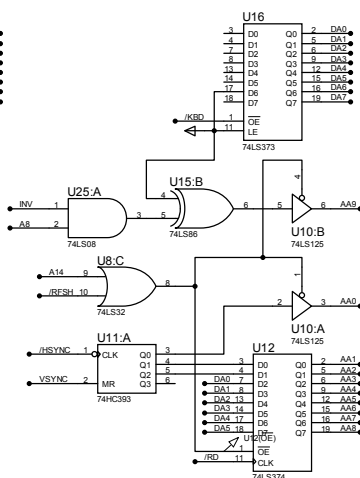 U16
3 D0 Q0 2 DA0
4 D1 Q1 5 DA1
7 D2 Q2 6 DA2
8 D3 Q3 9 DA3
13 D4 Q4 12 DA4
14 D5 Q5 15 DA5
17 D6 Q6 16 DA6
18 D7 Q7 19 DA7
/KBD 1 OE
11 LE
74LS373
4
U25:A U15:B
INV 1 4 6 5 6 AA9
A8 2 3 5
74LS08 74LS86 U10:B
74LS125
U8:C
A14 9 8 1
/RFSH 10
74LS32 2 3 AA0
U11:A U10:A
74LS125
/HSYNC 1 CLK Q0 3 U12
Q1 4 3 D0 Q0 2 AA1
Q2 5 4 D1 Q1 5 AA2
VSYNC 2 MR Q3 6 DA0 7 D2 Q2 6 AA3
74HC393 DA1 8 D3 Q3 9 AA4
DA2 13 D4 Q4 12 AA5
DA3 14 D5 Q5 15 AA6
DA4 17 D6 Q6 16 AA7
DA5 18 D7 Q7 19 AA8
U12(OE)
1 OE
/RD 11 CLK
74LS374